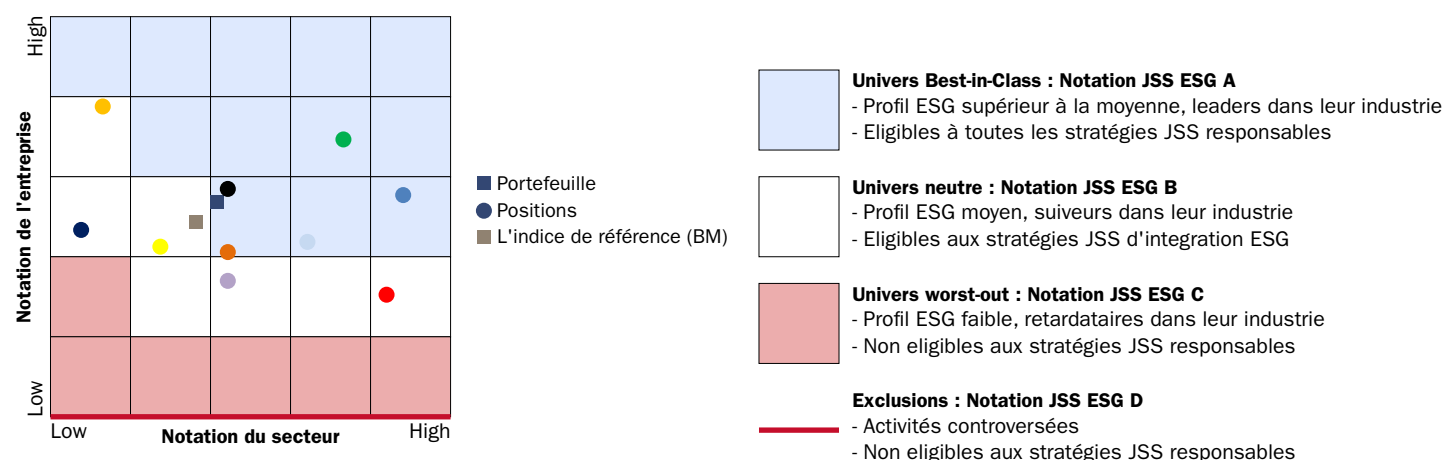 High
Notation de l'entreprise
Low
Low
Notation du secteur
High
Portefeuille
Positions
L'indice de référence (BM)
Univers Best-in-Class : Notation JSS ESG A
- Profil ESG supérieur à la moyenne, leaders dans leur industrie
- Eligibles à toutes les stratégies JSS responsables
Univers neutre : Notation JSS ESG B
- Profil ESG moyen, suiveurs dans leur industrie
- Eligibles aux stratégies JSS d'integration ESG
Univers worst-out : Notation JSS ESG C
- Profil ESG faible, retardataires dans leur industrie
- Non eligibles aux stratégies JSS responsables
Exclusions : Notation JSS ESG D
- Activités controversées
- Non eligibles aux stratégies JSS responsables